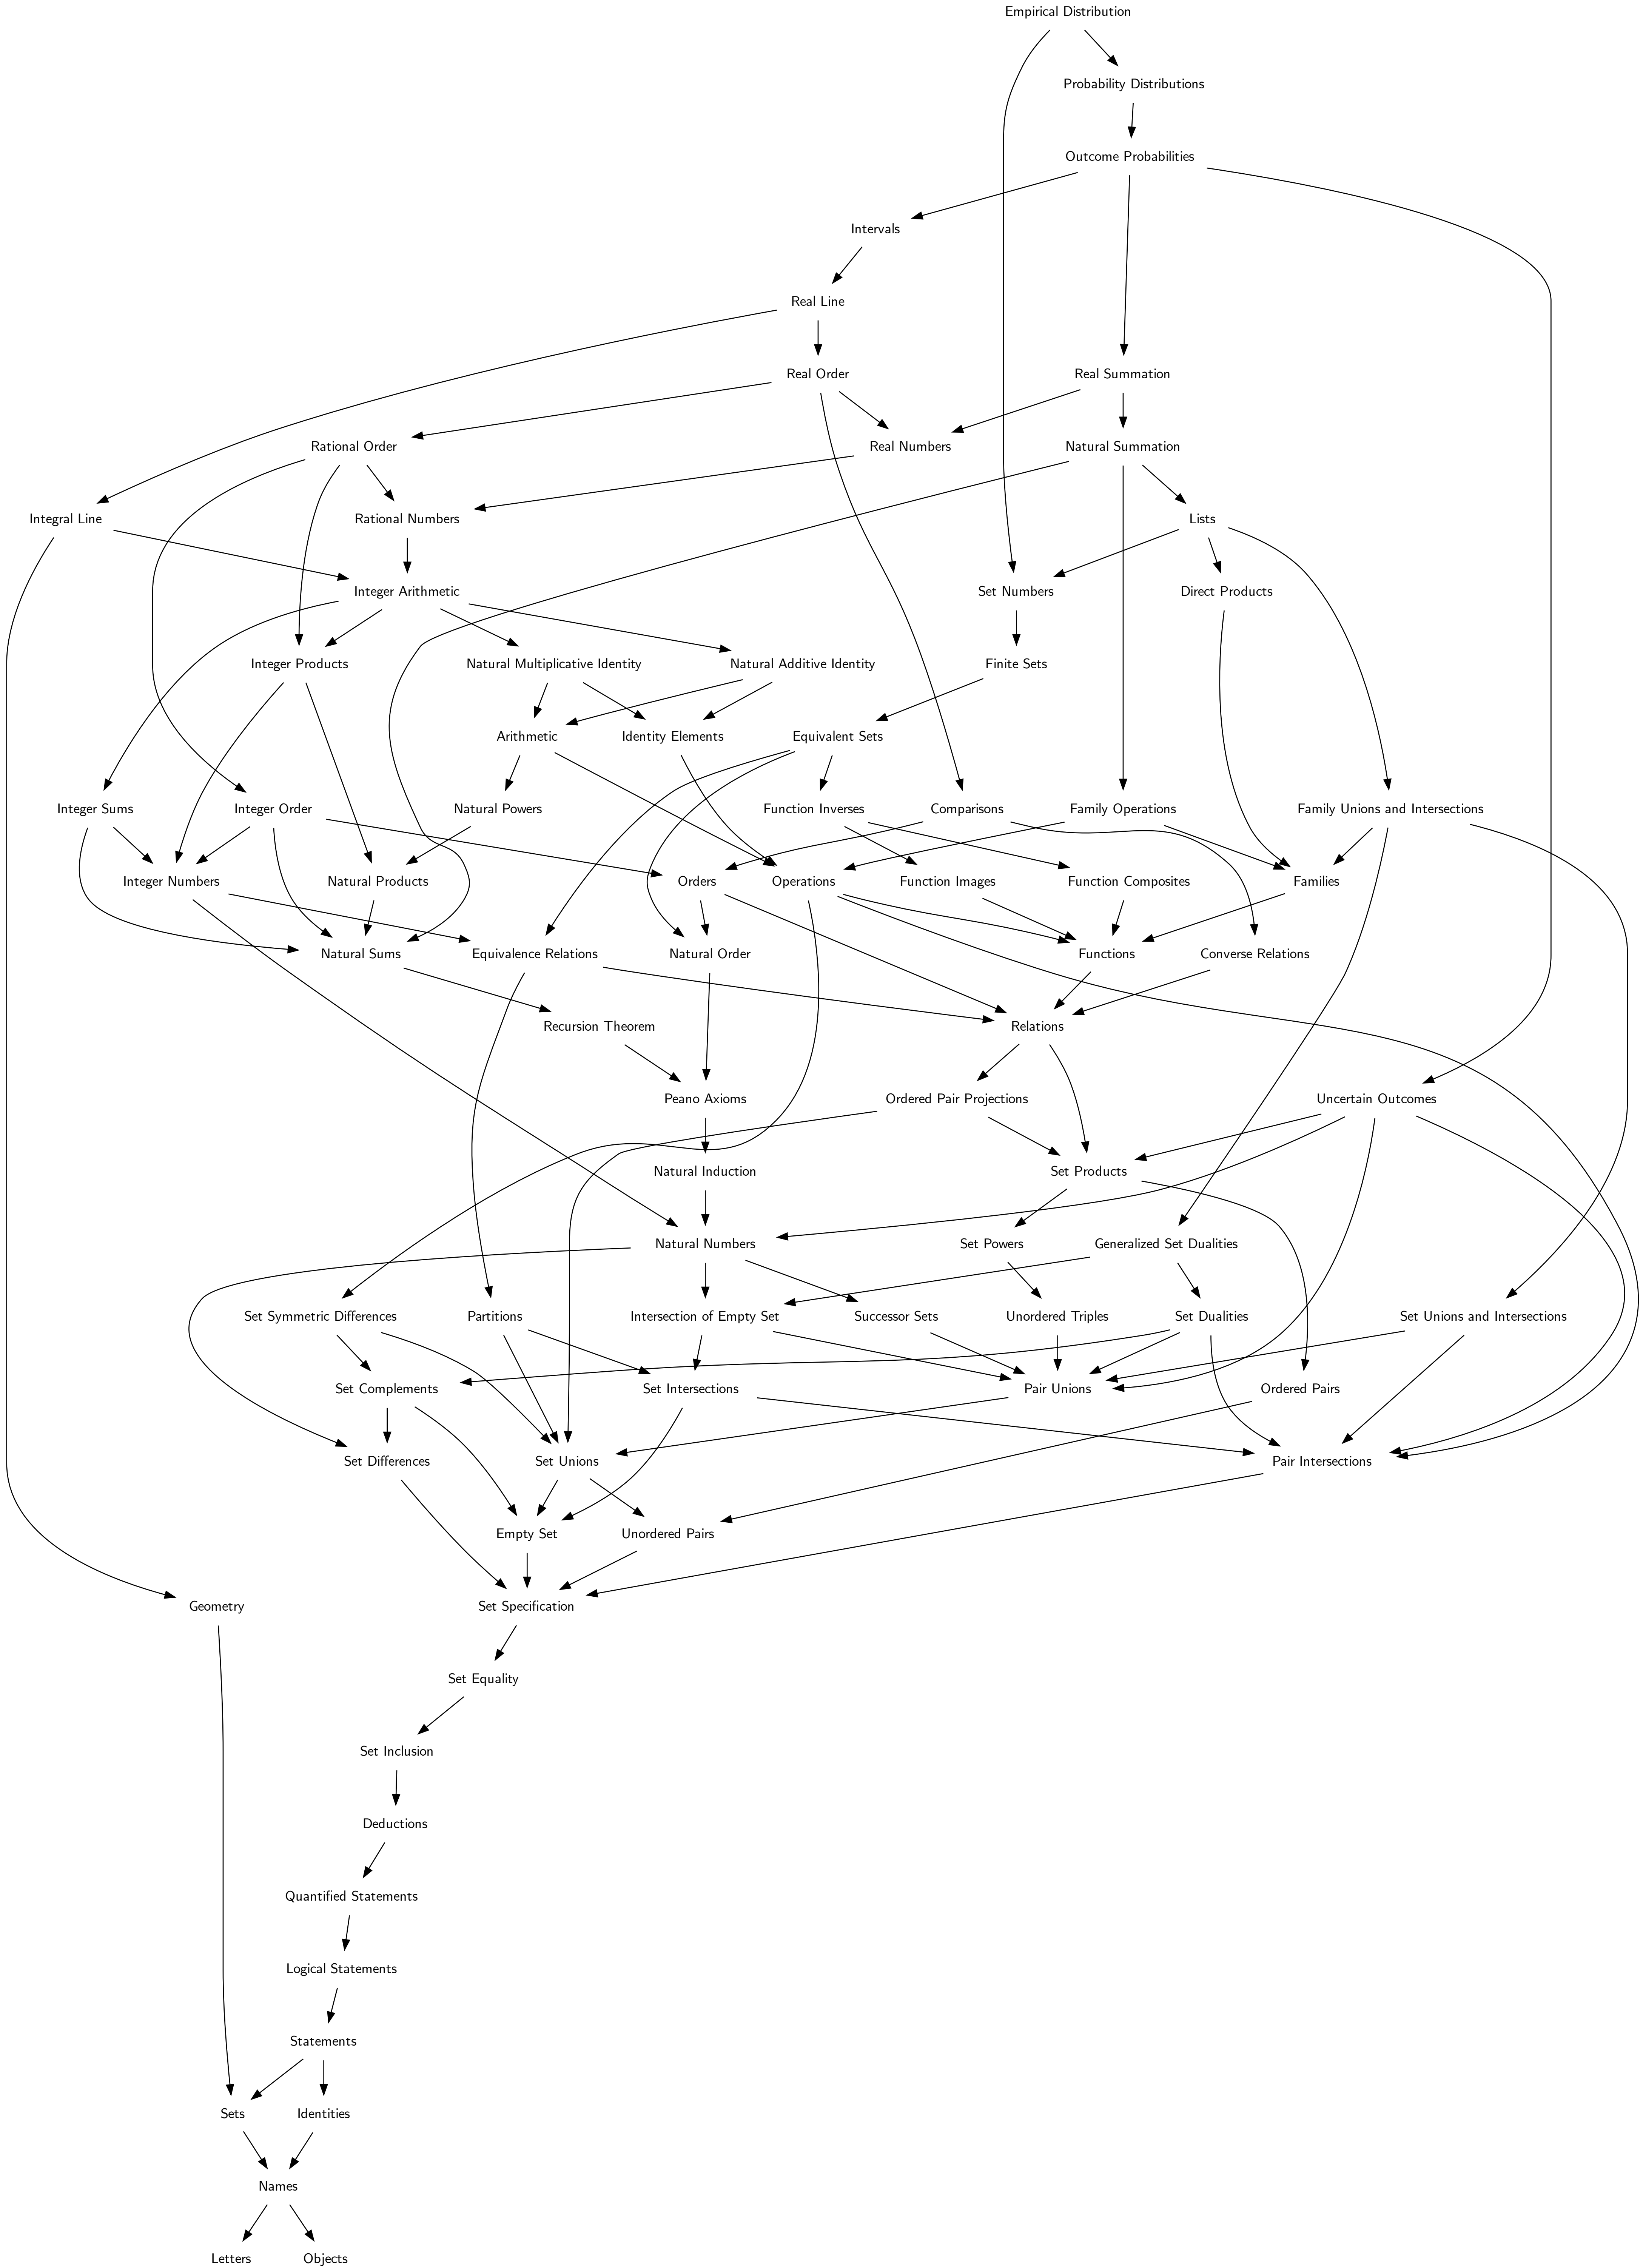 Empirical Distribution
Probability Distributions
Outcome Probabilities
Intervals
Real Line
Real Order
Real Summation
Rational Order
Real Numbers
Natural Summation
Integral Line
Rational Numbers
Lists
Integer Arithmetic
Set Numbers
Direct Products
Integer Products
Natural Multiplicative Identity
Natural Additive Identity
Finite Sets
Arithmetic
Identity Elements
Equivalent Sets
Integer Sums
Integer Order
Natural Powers
Function Inverses
Comparisons
Family Operations
Family Unions and Intersections
Integer Numbers
Natural Products
Orders
Operations
Function Images
Function Composites
Families
Natural Sums
Equivalence Relations
Natural Order
Functions
Converse Relations
Recursion Theorem
Relations
Peano Axioms
Ordered Pair Projections
Uncertain Outcomes
Natural Induction
Set Products
Natural Numbers
Set Powers
Generalized Set Dualities
Set Symmetric Differences
Partitions
Intersection of Empty Set
Successor Sets
Unordered Triples
Set Dualities
Set Unions and Intersections
Set Complements
Set Intersections
Pair Unions
Ordered Pairs
Set Differences
Set Unions
Pair Intersections
Empty Set
Unordered Pairs
Geometry
Set Specification
Set Equality
Set Inclusion
Deductions
Quantified Statements
Logical Statements
Statements
Sets
Identities
Names
Letters
Objects